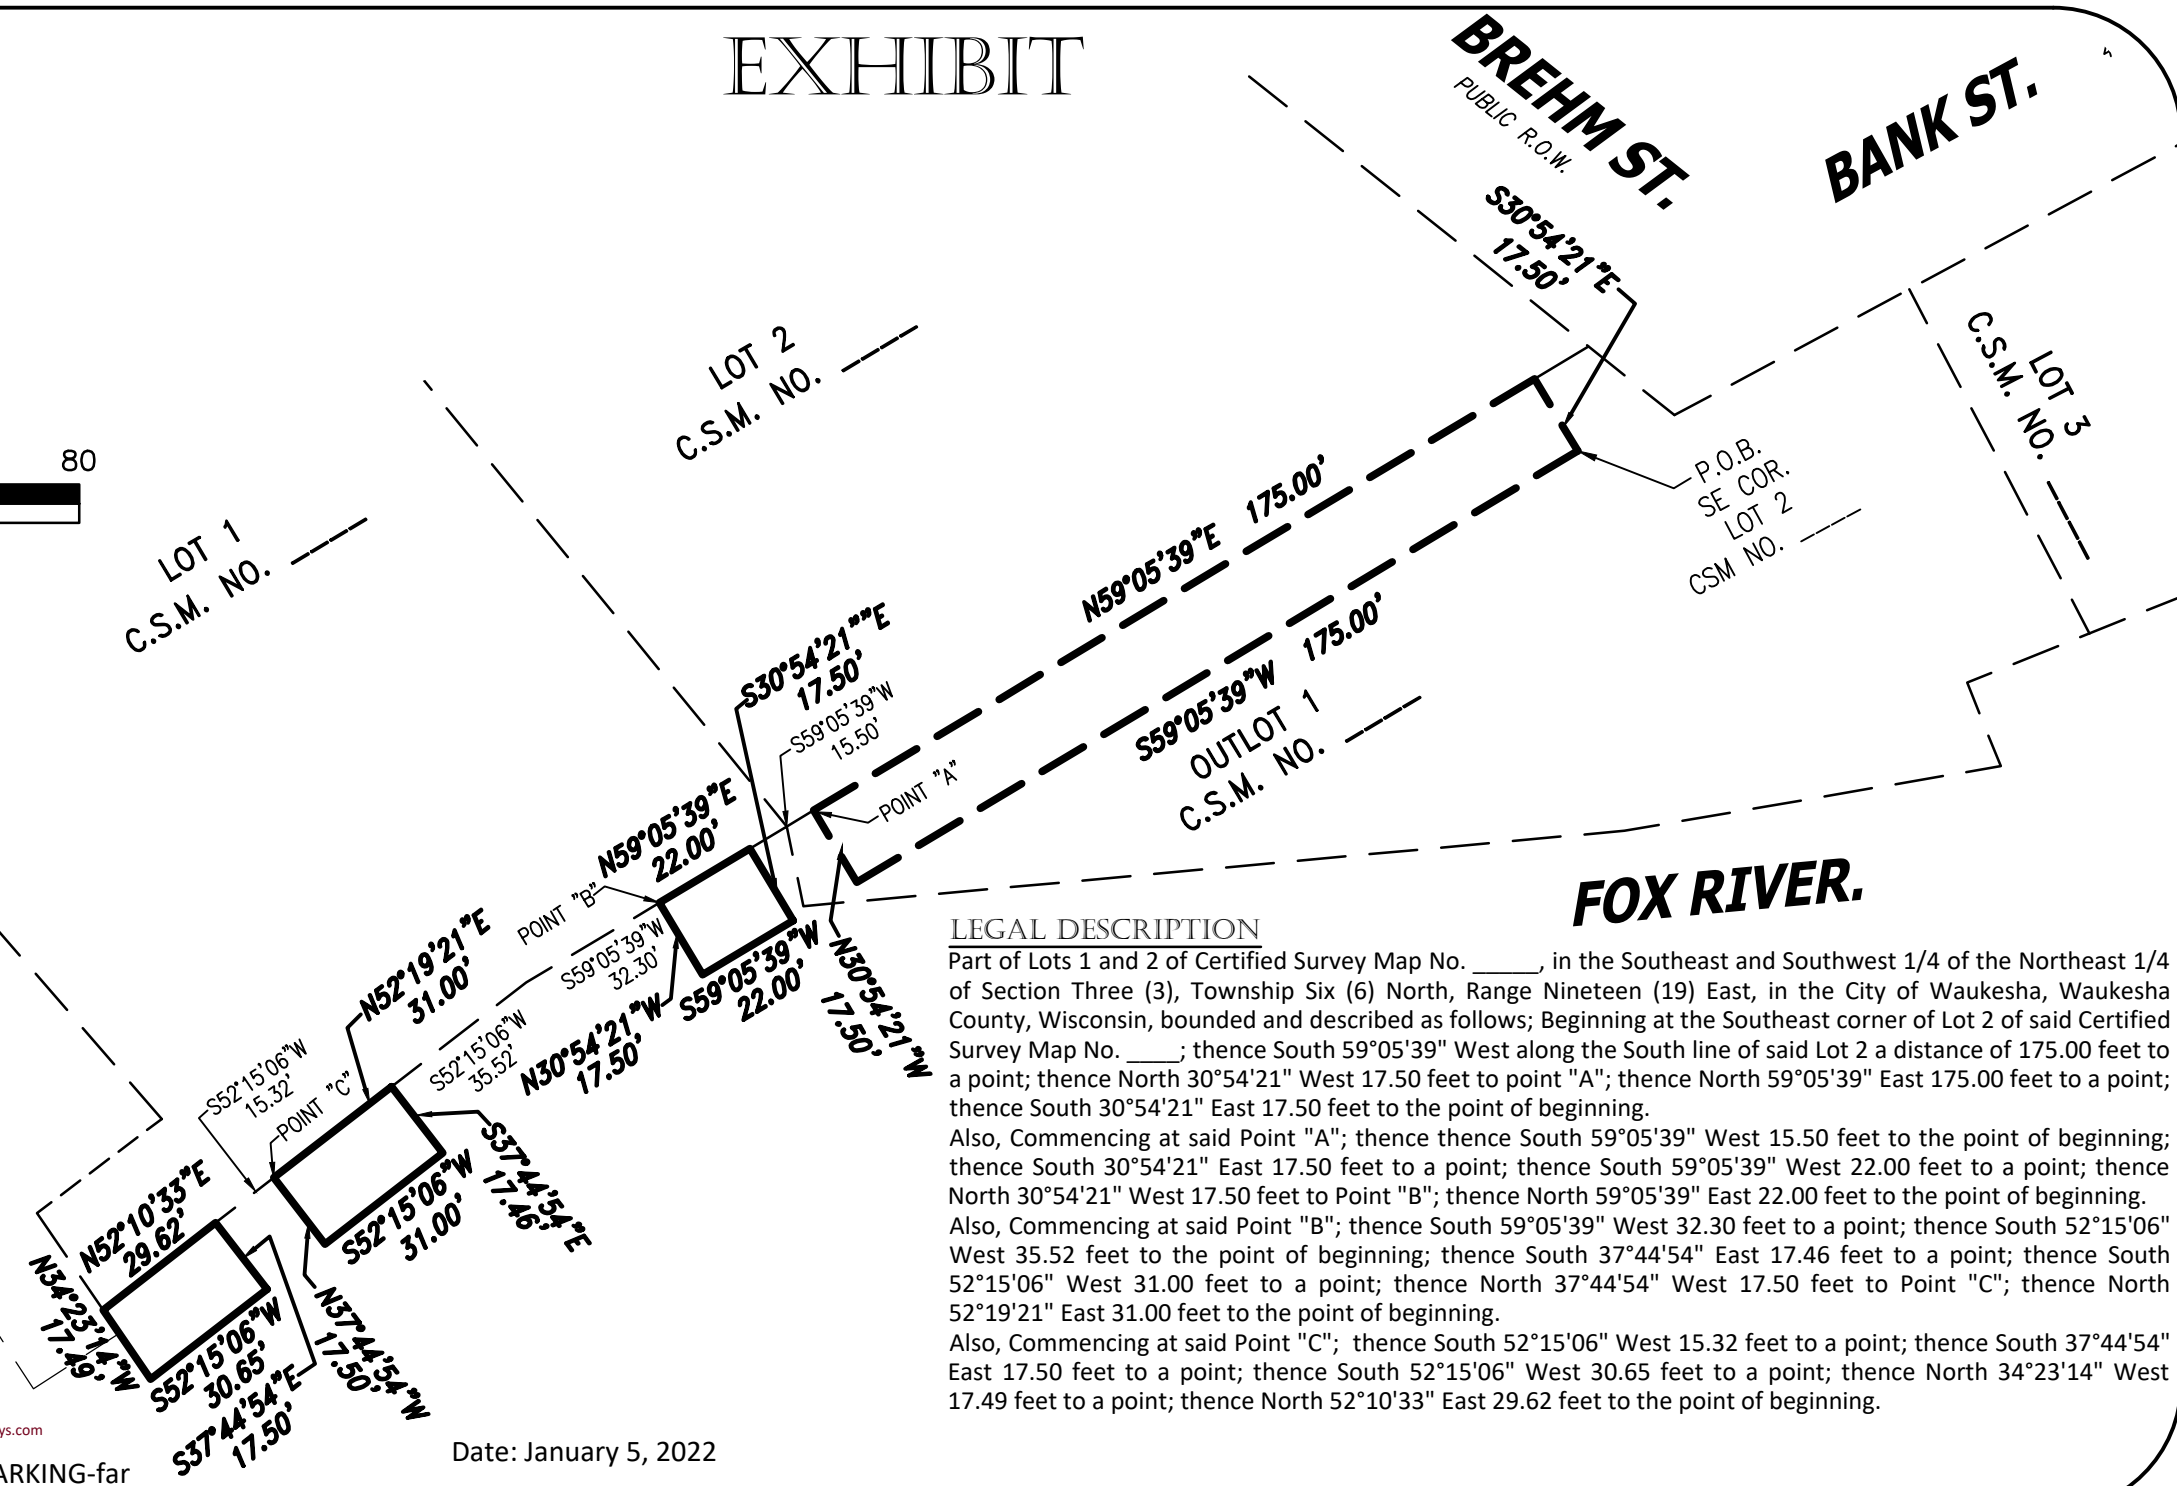 EXHIBIT
BREHM ST.
PUBLIC R.O.W.
BANK ST.
S30°54'21"E
17.50'
LOT 2
C.S.M. NO. _____
LOT 3
C.S.M. NO. _____
80
LOT 1
C.S.M. NO. _____
N59°05'39"E 175.00'
P.O.B.
SE COR.
LOT 2
CSM NO. _____
S59°05'39"W 175.00'
OUTLOT 1
C.S.M. NO. _____
S30°54'21""E
17.50'
S59°05'39"W
15.50'
POINT "A"
N59°05'39"E
22.00'
POINT "B"
S59°05'39"W
32.30'
S59°05'39"W
22.00'
N30°54'21"W
17.50'
N30°54'21"W
17.50'
FOX RIVER.
N52°19'21"E
31.00'
S52°15'06"W
35.52'
S52°15'06"W
15.32'
POINT "C"
S37°44'54"E
17.46'
S52°15'06"W
31.00'
N37°44'54"W
17.50'
N52°10'33"E
29.62'
N34°23'14"W
17.49'
S52°15'06"W
30.65'
S37°44'54"E
17.50'
LEGAL DESCRIPTION
Part of Lots 1 and 2 of Certified Survey Map No. _____, in the Southeast and Southwest 1/4 of the Northeast 1/4
of Section Three (3), Township Six (6) North, Range Nineteen (19) East, in the City of Waukesha, Waukesha
County, Wisconsin, bounded and described as follows; Beginning at the Southeast corner of Lot 2 of said Certified
Survey Map No. ____; thence South 59°05'39" West along the South line of said Lot 2 a distance of 175.00 feet to
a point; thence North 30°54'21" West 17.50 feet to point "A"; thence North 59°05'39" East 175.00 feet to a point;
thence South 30°54'21" East 17.50 feet to the point of beginning.
Also, Commencing at said Point "A"; thence thence South 59°05'39" West 15.50 feet to the point of beginning;
thence South 30°54'21" East 17.50 feet to a point; thence South 59°05'39" West 22.00 feet to a point; thence
North 30°54'21" West 17.50 feet to Point "B"; thence North 59°05'39" East 22.00 feet to the point of beginning.
Also, Commencing at said Point "B"; thence South 59°05'39" West 32.30 feet to a point; thence South 52°15'06"
West 35.52 feet to the point of beginning; thence South 37°44'54" East 17.46 feet to a point; thence South
52°15'06" West 31.00 feet to a point; thence North 37°44'54" West 17.50 feet to Point "C"; thence North
52°19'21" East 31.00 feet to the point of beginning.
Also, Commencing at said Point "C"; thence South 52°15'06" West 15.32 feet to a point; thence South 37°44'54"
East 17.50 feet to a point; thence South 52°15'06" West 30.65 feet to a point; thence North 34°23'14" West
17.49 feet to a point; thence North 52°10'33" East 29.62 feet to the point of beginning.
ys.com
ARKING-far
Date: January 5, 2022